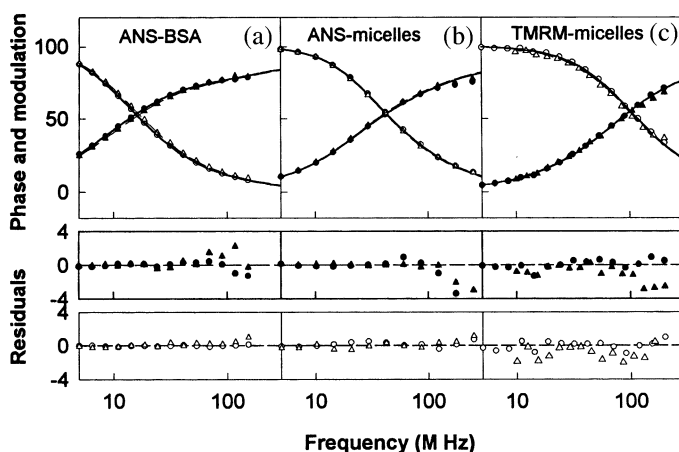 ANS-BSA (a) ANS-micelles (b) TMRM-micelles (c)
Phase and modulation
100
50
0
Residuals
4
0
-4
4
0
-4
10 100 10 100 10 100
Frequency (M Hz)